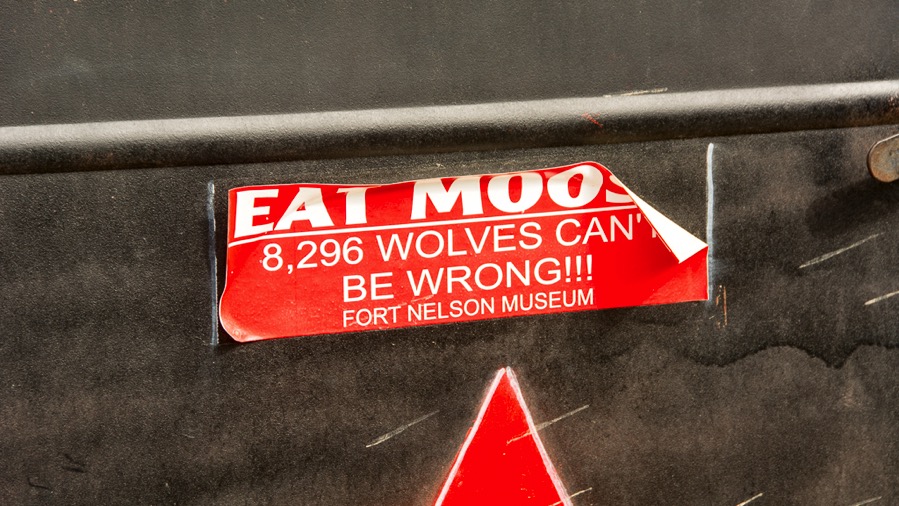 EAT MOOS
8,296 WOLVES CAN'T
BE WRONG!!!
FORT NELSON MUSEUM